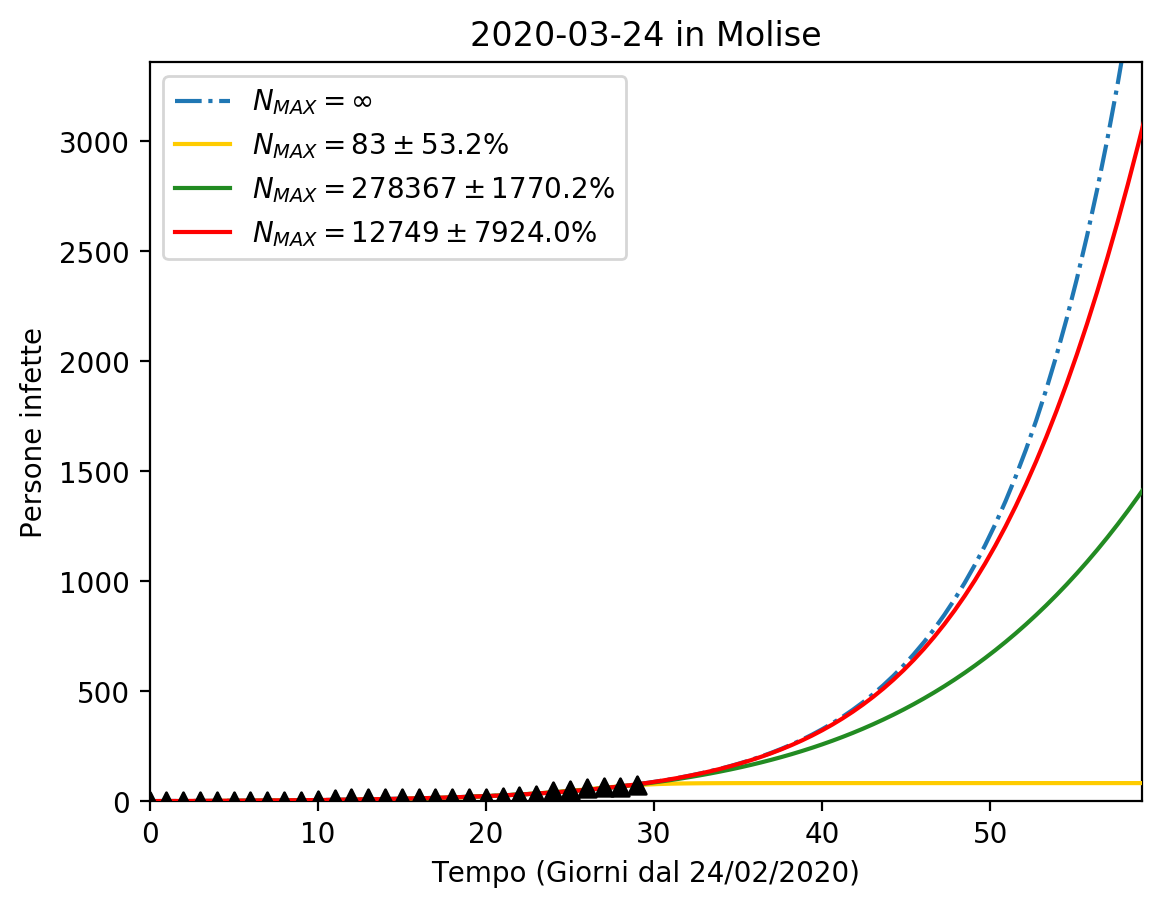 2020-03-24 in Molise
N_MAX = ∞
N_MAX = 83 ± 53.2%
N_MAX = 278367 ± 1770.2%
N_MAX = 12749 ± 7924.0%
Persone infette
3000
2500
2000
1500
1000
500
0
0 10 20 30 40 50
Tempo (Giorni dal 24/02/2020)